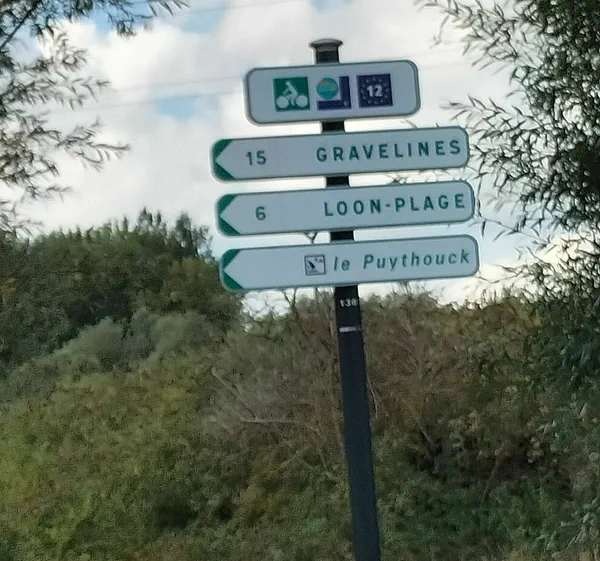 12
15 GRAVELINES
6 LOON-PLAGE
le Puythouck